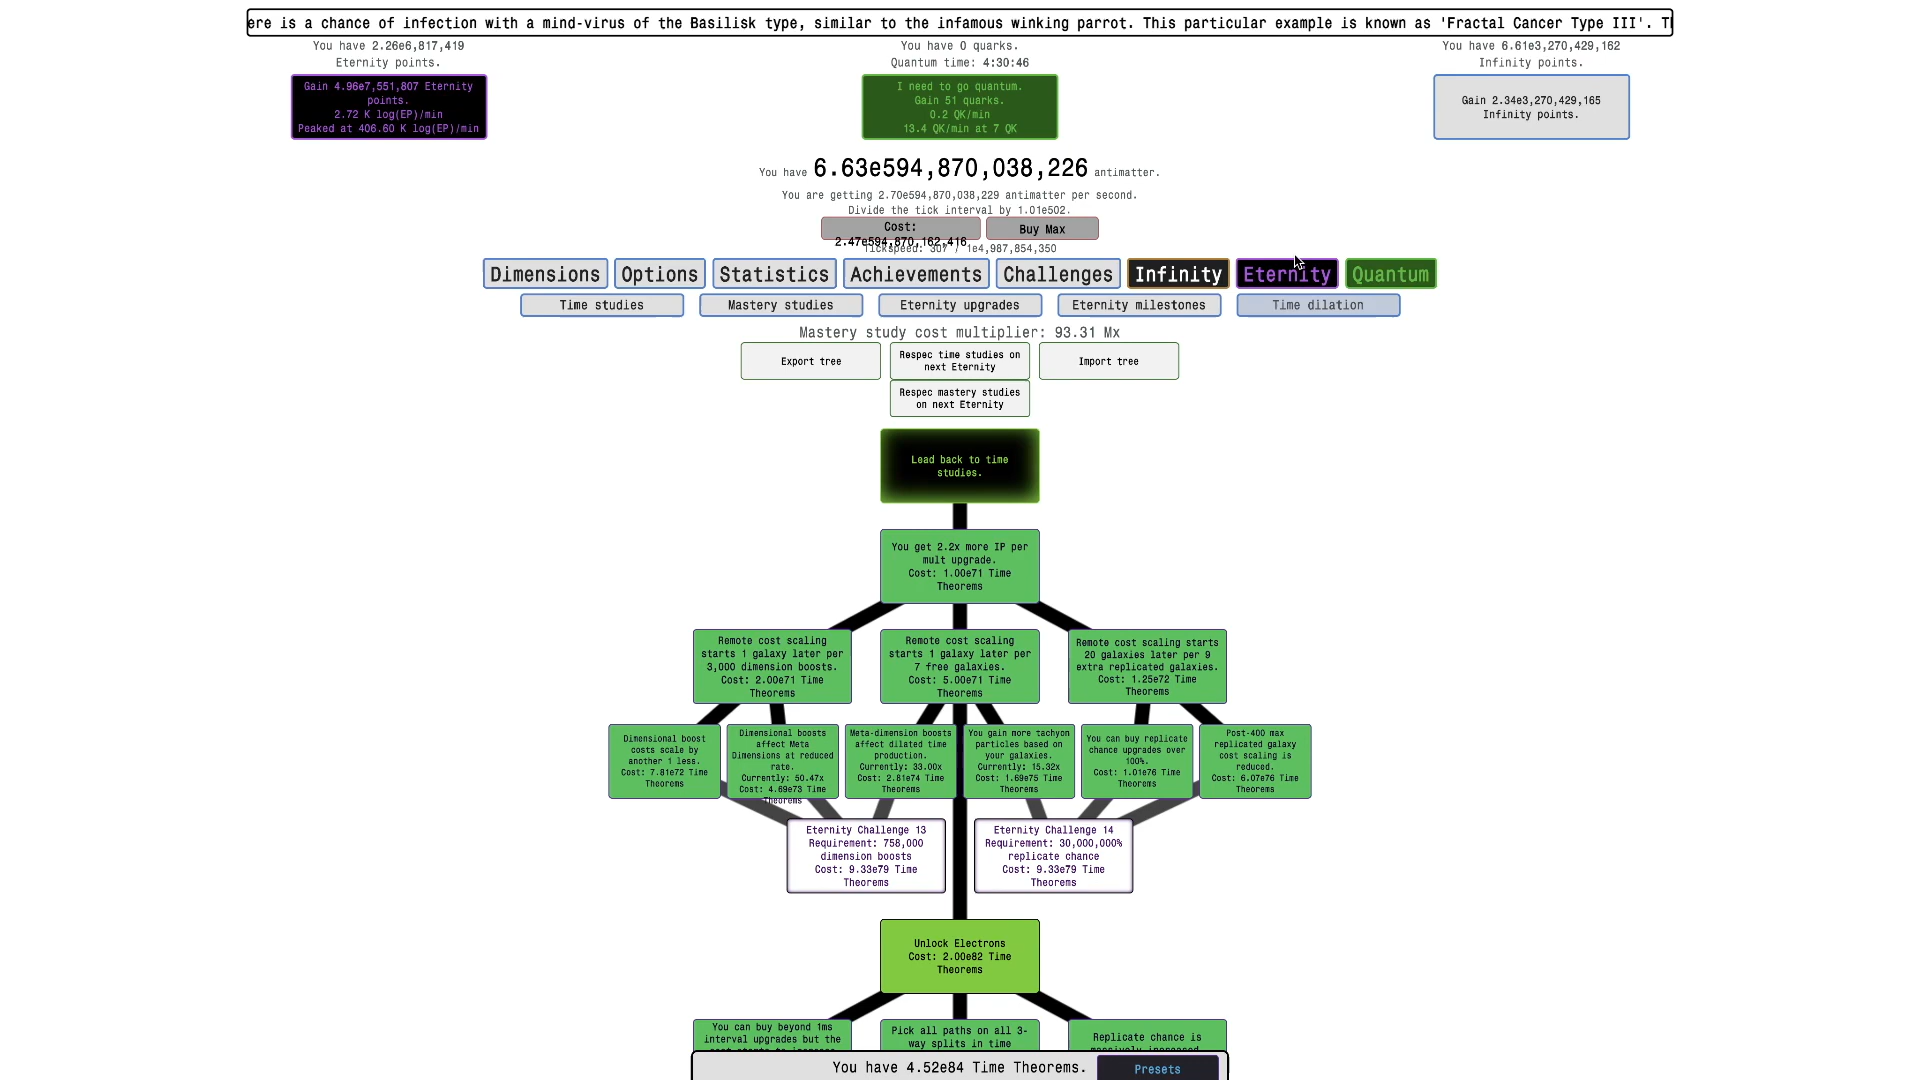 ere is a chance of infection with a mind-virus of the Basilisk type, similar to the infamous winking parrot. This particular example is known as 'Fractal Cancer Type III'. T
You have 2.26e6,817,419
Eternity points.
Gain 4.96e7,551,807 Eternity
points.
2.72 K log(EP)/min
Peaked at 406.60 K log(EP)/min
You have 0 quarks.
Quantum time: 4:30:46
I need to go quantum.
Gain 51 quarks.
0.2 QK/min
13.4 QK/min at 7 QK
You have 6.61e3,270,429,162
Infinity points.
Gain 2.34e3,270,429,165
Infinity points.
You have 6.63e594,870,038,226 antimatter.
You are getting 2.70e594,870,038,229 antimatter per second.
Divide the tick interval by 1.01e502.
Cost:
2.47e594,870,162,416
Buy Max
Tickspeed: 307 / 1e4,987,854,350
Dimensions
Options
Statistics
Achievements
Challenges
Infinity
Eternity
Quantum
Time studies
Mastery studies
Eternity upgrades
Eternity milestones
Time dilation
Mastery study cost multiplier: 93.31 Mx
Export tree
Respec time studies on
next Eternity
Import tree
Respec mastery studies
on next Eternity
Lead back to time
studies.
You get 2.2x more IP per
mult upgrade.
Cost: 1.00e71 Time
Theorems
Remote cost scaling
starts 1 galaxy later per
3,000 dimension boosts.
Cost: 2.00e71 Time
Theorems
Remote cost scaling
starts 1 galaxy later per
7 free galaxies.
Cost: 5.00e71 Time
Theorems
Remote cost scaling starts
20 galaxies later per 9
extra replicated galaxies.
Cost: 1.25e72 Time
Theorems
Dimensional boost
costs scale by
another 1 less.
Cost: 7.81e72 Time
Theorems
Dimensional boosts
affect Meta
Dimensions at reduced
rate.
Currently: 50.47x
Cost: 4.69e73 Time
Theorems
Meta-dimension boosts
affect dilated time
production.
Currently: 33.00x
Cost: 2.81e74 Time
Theorems
You gain more tachyon
particles based on
your galaxies.
Currently: 15.32x
Cost: 1.69e75 Time
Theorems
You can buy replicate
chance upgrades over
100%.
Cost: 1.01e76 Time
Theorems
Post-400 max
replicated galaxy
cost scaling is
reduced.
Cost: 6.07e76 Time
Theorems
Eternity Challenge 13
Requirement: 758,000
dimension boosts
Cost: 9.33e79 Time
Theorems
Eternity Challenge 14
Requirement: 30,000,000%
replicate chance
Cost: 9.33e79 Time
Theorems
Unlock Electrons
Cost: 2.00e82 Time
Theorems
You can buy beyond 1ms
interval upgrades but the
Pick all paths on all 3-
way splits in time
Replicate chance is
You have 4.52e84 Time Theorems.
Presets